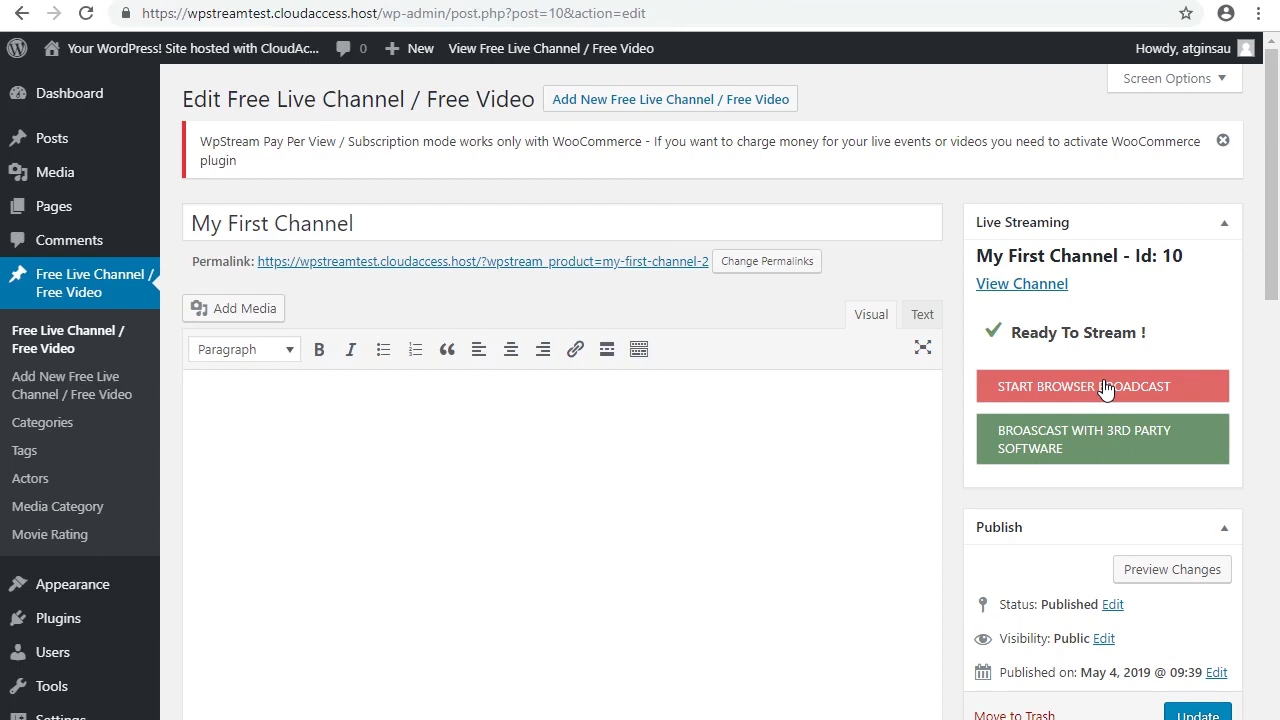 https://wpstreamtest.cloudaccess.host/wp-admin/post.php?post=10&action=edit
Your WordPress! Site hosted with CloudAc... 0 New View Free Live Channel / Free Video Howdy, atginsau
Screen Options
Dashboard
Posts
Media
Pages
Comments
Free Live Channel /
Free Video
Free Live Channel /
Free Video
Add New Free Live
Channel / Free Video
Categories
Tags
Actors
Media Category
Movie Rating
Appearance
Plugins
Users
Tools
Settings
Edit Free Live Channel / Free Video Add New Free Live Channel / Free Video
WpStream Pay Per View / Subscription mode works only with WooCommerce - If you want to charge money for your live events or videos you need to activate WooCommerce
plugin
My First Channel
Permalink: https://wpstreamtest.cloudaccess.host/?wpstream_product=my-first-channel-2 Change Permalinks
Add Media
Visual Text
Paragraph
Live Streaming
My First Channel - Id: 10
View Channel
Ready To Stream !
START BROWSER BROADCAST
BROASCAST WITH 3RD PARTY
SOFTWARE
Publish
Preview Changes
Status: Published Edit
Visibility: Public Edit
Published on: May 4, 2019 @ 09:39 Edit
Move to Trash Update